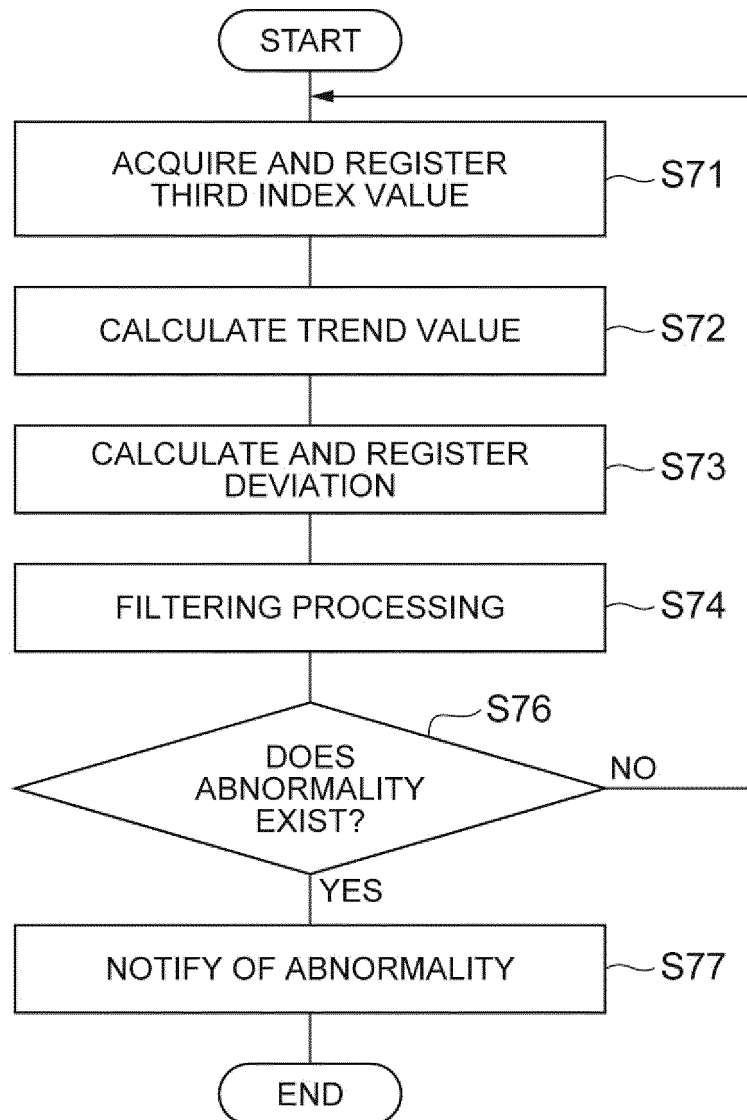 START
ACQUIRE AND REGISTER
THIRD INDEX VALUE
S71
CALCULATE TREND VALUE
S72
CALCULATE AND REGISTER
DEVIATION
S73
FILTERING PROCESSING
S74
S76
DOES
ABNORMALITY
EXIST?
NO
YES
NOTIFY OF ABNORMALITY
S77
END